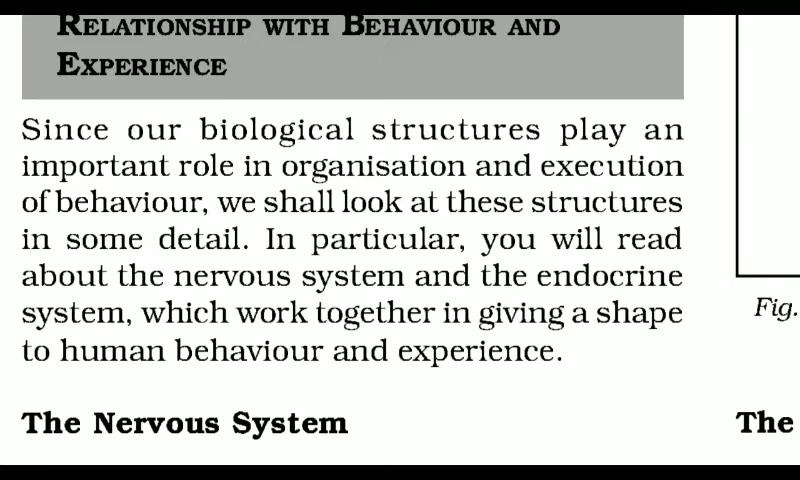 RELATIONSHIP WITH BEHAVIOUR AND
EXPERIENCE
Since our biological structures play an
important role in organisation and execution
of behaviour, we shall look at these structures
in some detail. In particular, you will read
about the nervous system and the endocrine
system, which work together in giving a shape
to human behaviour and experience.
The Nervous System
Fig.
The